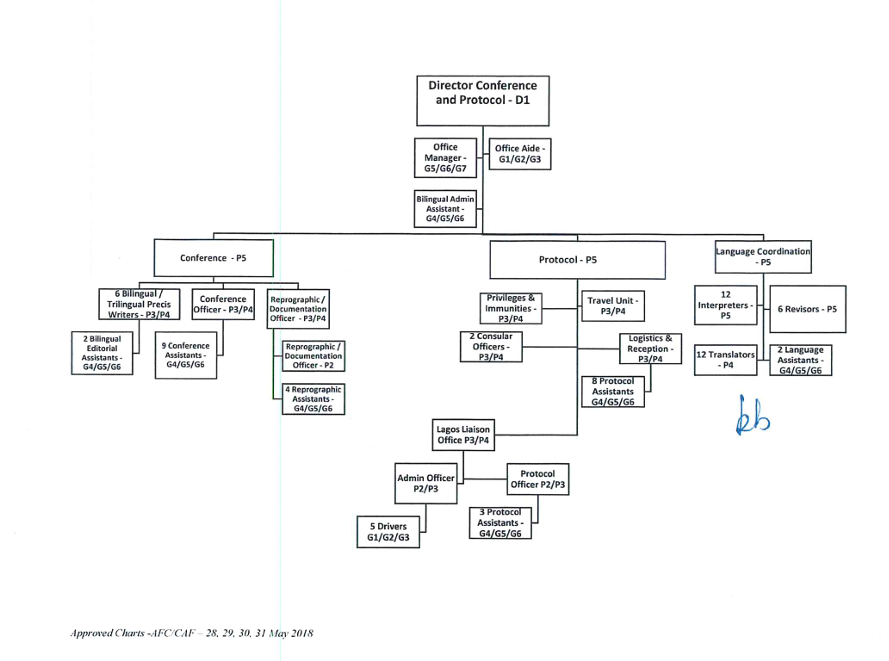 Director Conference
and Protocol - D1
Office
Manager -
G5/G6/G7
Office Aide -
G1/G2/G3
Bilingual Admin
Assistant -
G4/G5/G6
Conference - P5
Protocol - P5
Language Coordination
- P5
6 Bilingual /
Trilingual Precis
Writers - P3/P4
Conference
Officer - P3/P4
Reprographic /
Documentation
Officer - P3/P4
2 Bilingual
Editorial
Assistants -
G4/G5/G6
9 Conference
Assistants -
G4/G5/G6
Reprographic /
Documentation
Officer - P2
4 Reprographic
Assistants -
G4/G5/G6
Privileges &
Immunities -
P3/P4
Travel Unit -
P3/P4
2 Consular
Officers -
P3/P4
Logistics &
Reception -
P3/P4
8 Protocol
Assistants
G4/G5/G6
12
Interpreters -
P5
6 Revisors - P5
12 Translators
- P4
2 Language
Assistants -
G4/G5/G6
Lagos Liaison
Office P3/P4
Admin Officer
P2/P3
Protocol
Officer P2/P3
5 Drivers
G1/G2/G3
3 Protocol
Assistants -
G4/G5/G6
Approved Charts -AFC/CAF – 28, 29, 30, 31 May 2018